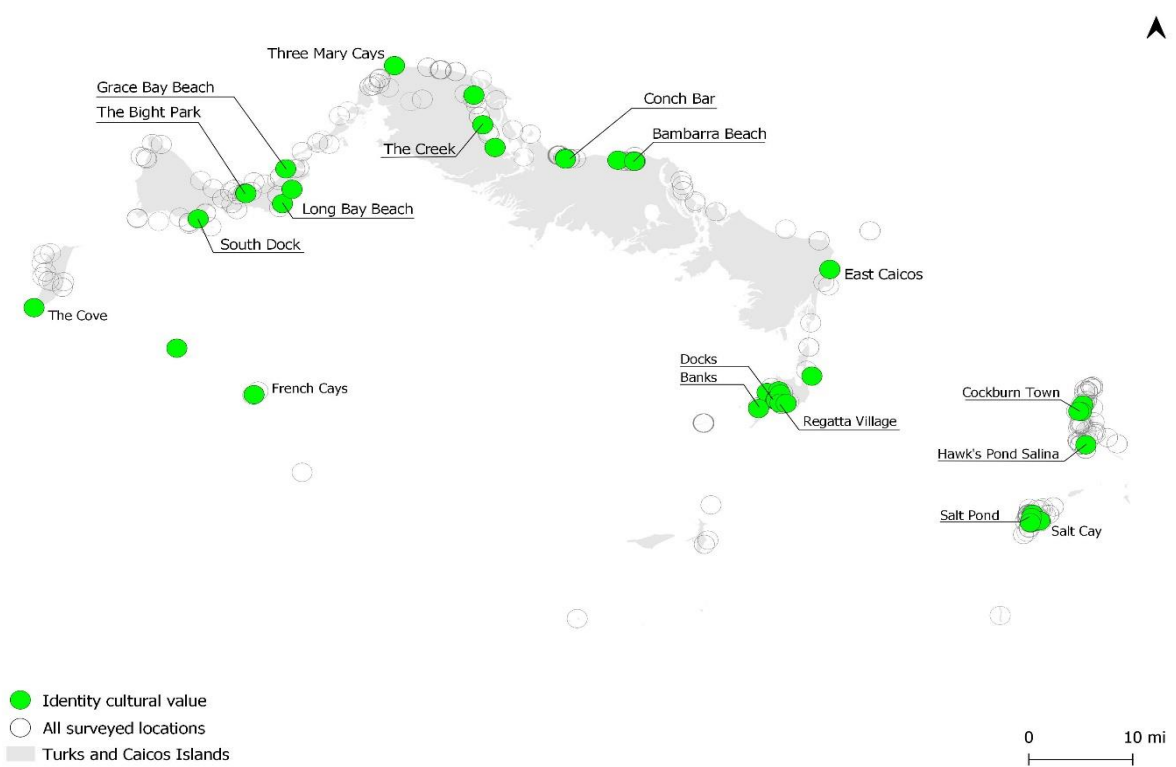 Three Mary Cays
Grace Bay Beach
The Bight Park
Conch Bar
Bambarra Beach
The Creek
Long Bay Beach
South Dock
East Caicos
The Cove
Docks
Banks
French Cays
Regatta Village
Cockburn Town
Hawk's Pond Salina
Salt Pond
Salt Cay
Identity cultural value
All surveyed locations
Turks and Caicos Islands
0 10 mi